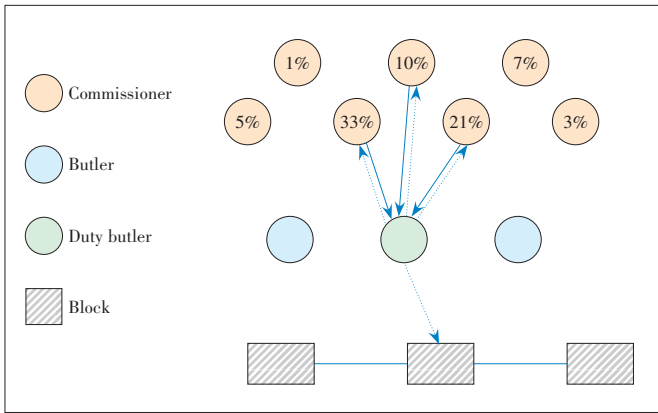 1% 10% 7%
Commissioner
5% 33% 21% 3%
Butler
Duty butler
Block